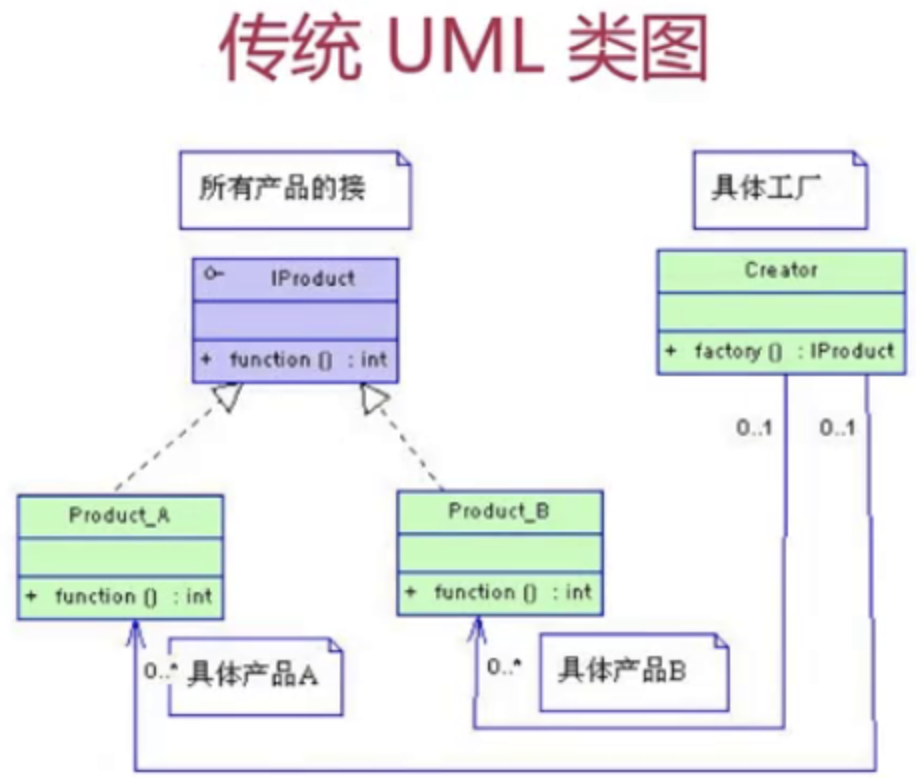 传统 UML 类图
所有产品的接
具体工厂
IProduct
+ function () : int
Creator
+ factory () : IProduct
0..1
0..1
Product_A
+ function () : int
Product_B
+ function () : int
0..*
具体产品A
0..*
具体产品B